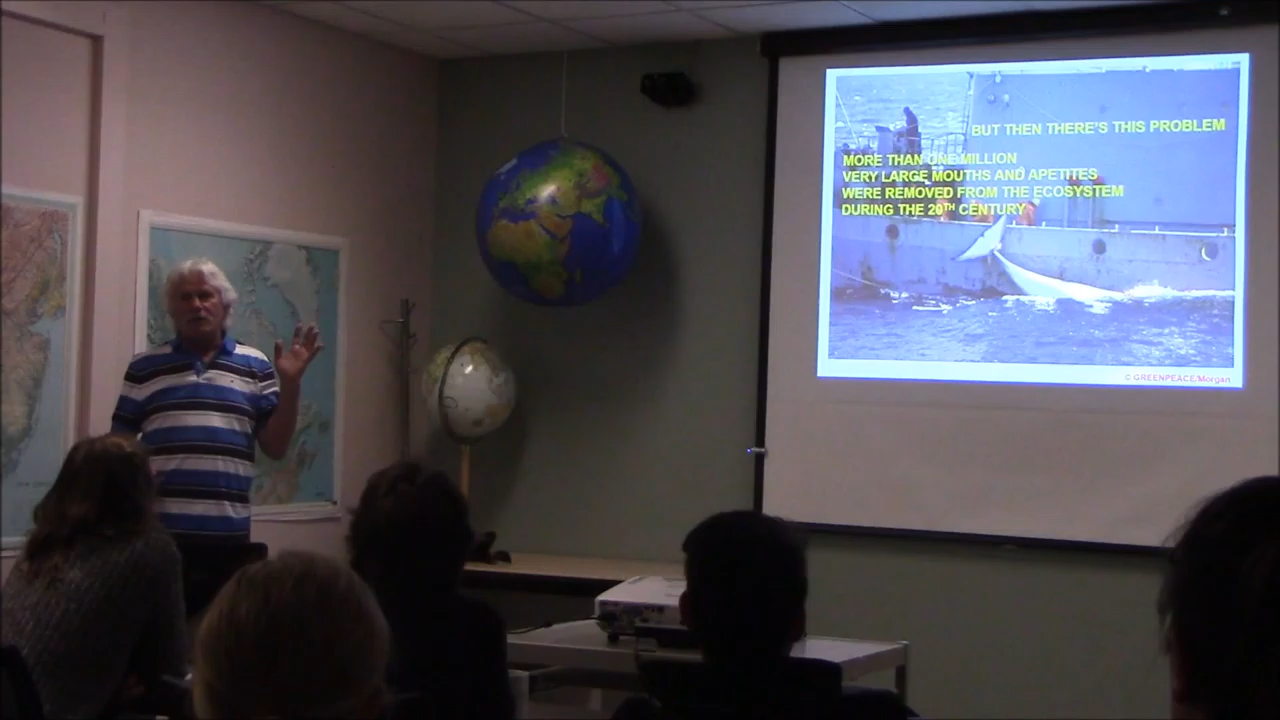 BUT THEN THERE'S THIS PROBLEM
MORE THAN ONE MILLION
VERY LARGE MOUTHS AND APETITES
WERE REMOVED FROM THE ECOSYSTEM
DURING THE 20TH CENTURY
© GREENPEACE/Morgan